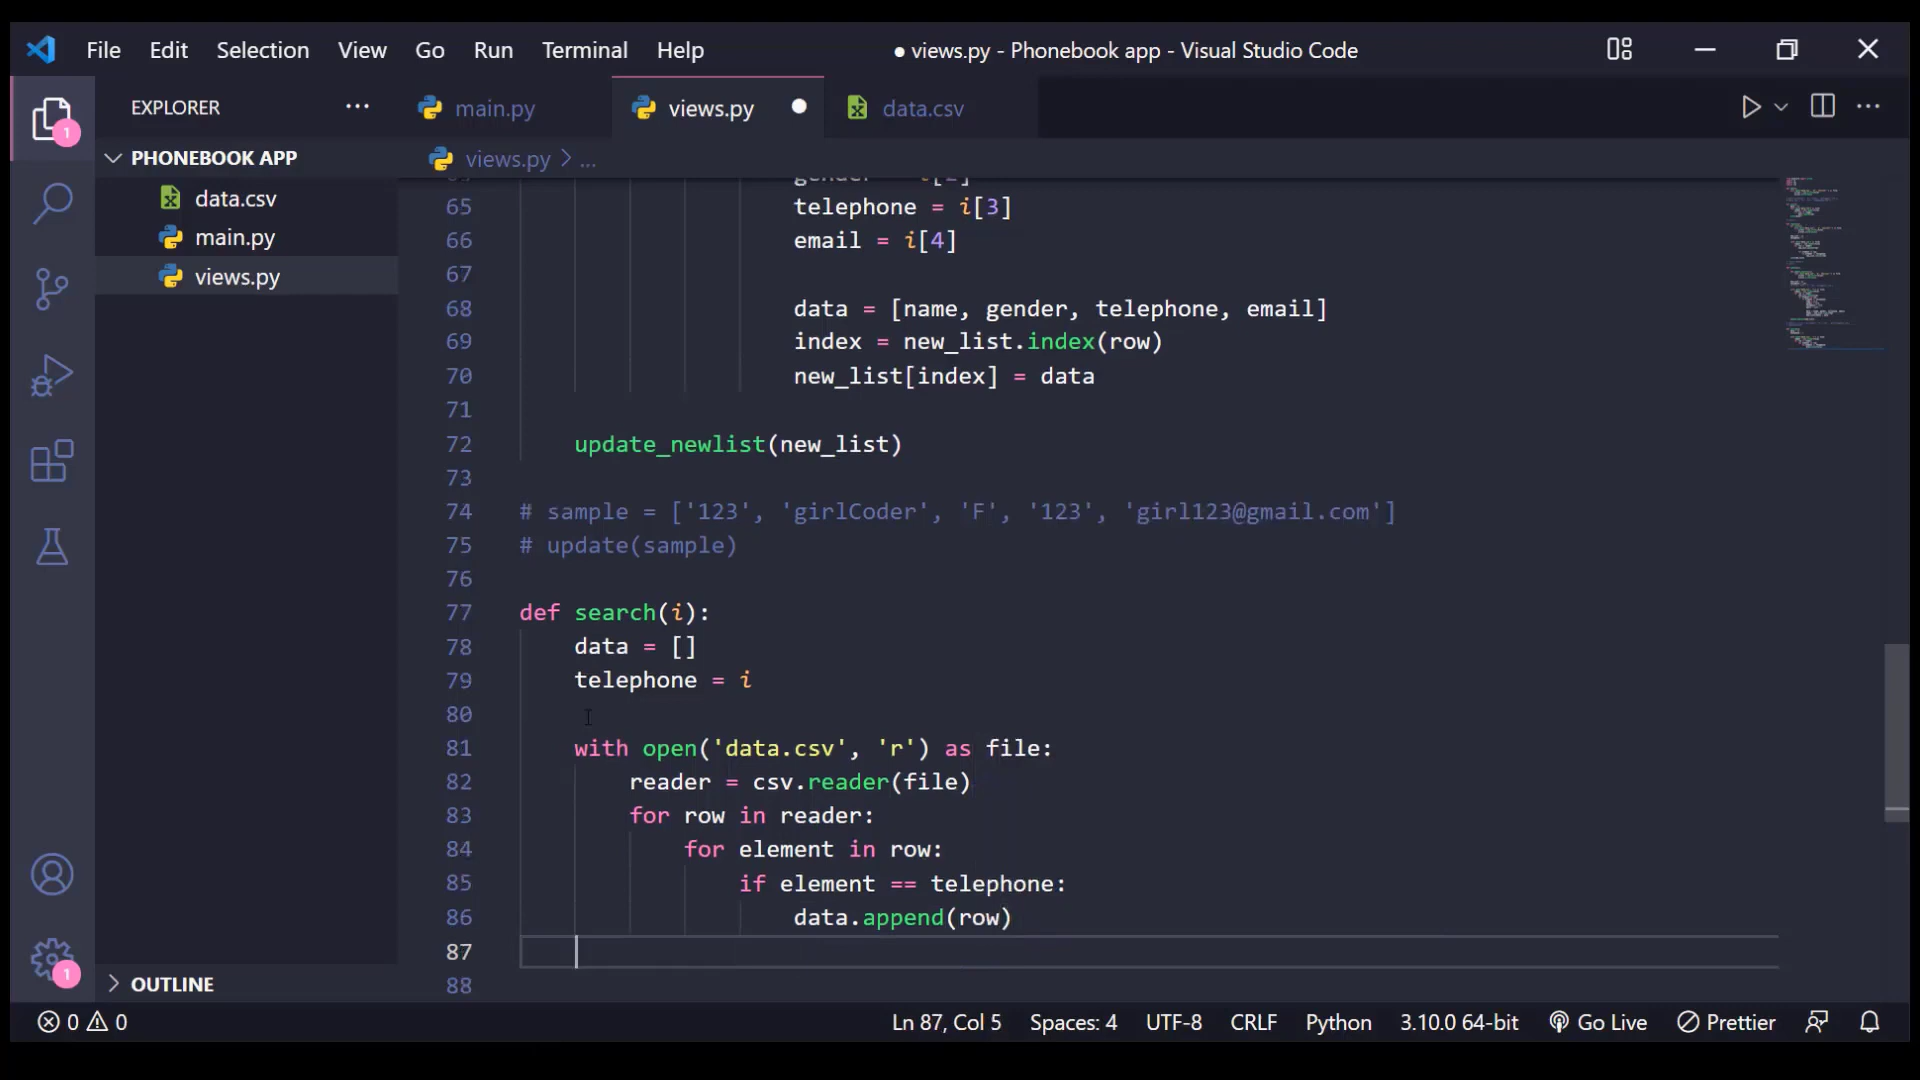 File Edit Selection View Go Run Terminal Help
● views.py - Phonebook app - Visual Studio Code
EXPLORER ...
main.py
views.py
data.csv
PHONEBOOK APP
data.csv
main.py
views.py
OUTLINE
views.py > ...
65 telephone = i[3]
66 email = i[4]
67
68 data = [name, gender, telephone, email]
69 index = new_list.index(row)
70 new_list[index] = data
71
72 update_newlist(new_list)
73
74 # sample = ['123', 'girlCoder', 'F', '123', 'girl123@gmail.com']
75 # update(sample)
76
77 def search(i):
78 data = []
79 telephone = i
80
81 with open('data.csv', 'r') as file:
82 reader = csv.reader(file)
83 for row in reader:
84 for element in row:
85 if element == telephone:
86 data.append(row)
87
88
1
1
0 0
Ln 87, Col 5 Spaces: 4 UTF-8 CRLF Python 3.10.0 64-bit Go Live Prettier